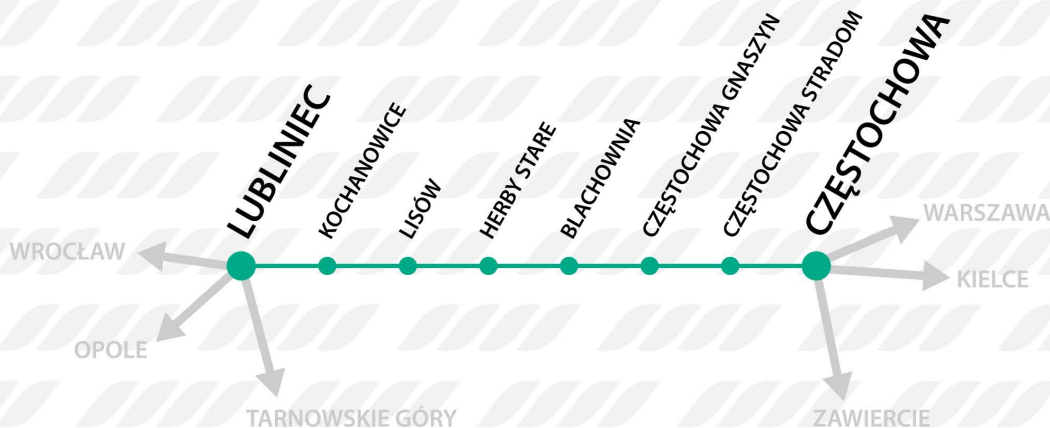 LUBLINIEC
KOCHANOWICE
LISÓW
HERBY STARE
BLACHOWNIA
CZĘSTOCHOWA GNASZYN
CZĘSTOCHOWA STRADOM
CZĘSTOCHOWA
WROCŁAW
OPOLE
TARNOWSKIE GÓRY
WARSZAWA
KIELCE
ZAWIERCIE